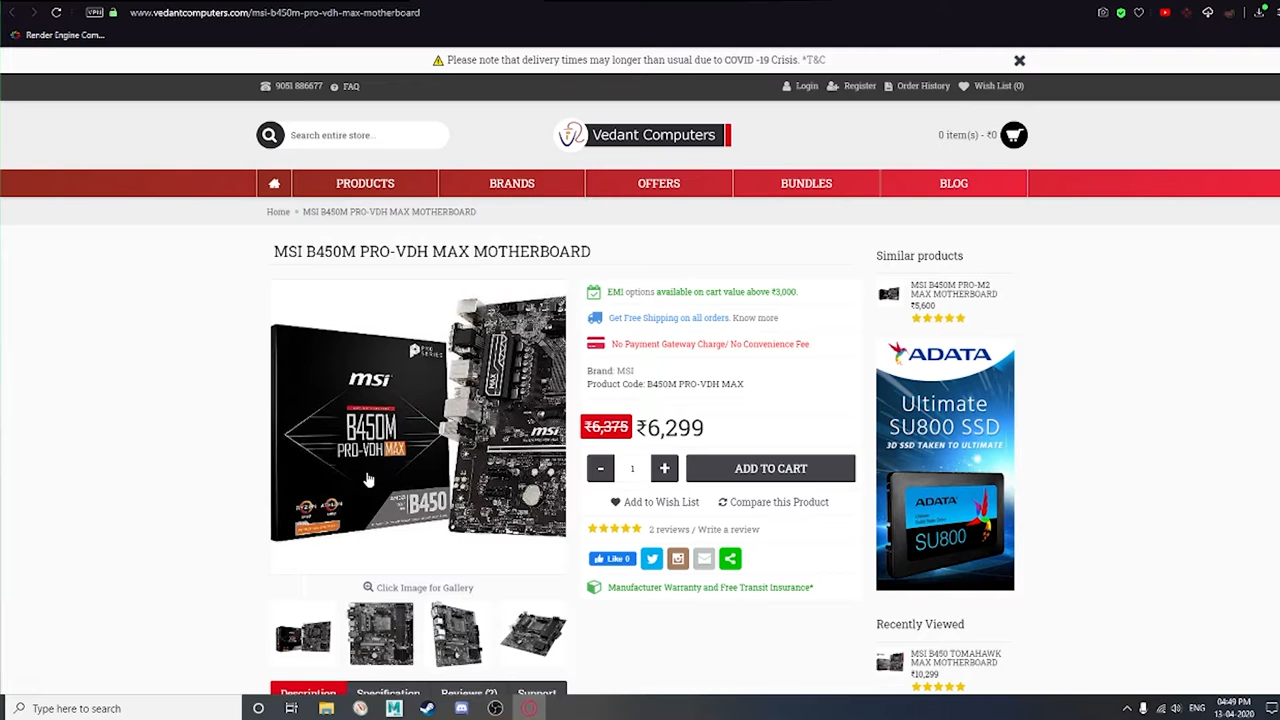 VPN
www.vedantcomputers.com/msi-b450m-pro-vdh-max-motherboard
Render Engine Com...
Please note that delivery times may longer than usual due to COVID -19 Crisis. *T&C
9051 886677 FAQ
Login Register Order History Wish List (0)
Search entire store...
Vedant Computers
0 item(s) - ₹0
PRODUCTS BRANDS OFFERS BUNDLES BLOG
Home » MSI B450M PRO-VDH MAX MOTHERBOARD
MSI B450M PRO-VDH MAX MOTHERBOARD
PRO SERIES
msi
B450M
PRO-VDH MAX
AMD
B450
MAX
msi
Click Image for Gallery
Description Specification Reviews (2) Support
EMI options available on cart value above ₹3,000.
Get Free Shipping on all orders. Know more
No Payment Gateway Charge/ No Convenience Fee.
Brand: MSI
Product Code: B450M PRO-VDH MAX
₹6,375 ₹6,299
- 1 + ADD TO CART
Add to Wish List Compare this Product
2 reviews / Write a review
Like 0
Manufacturer Warranty and Free Transit Insurance*
Similar products
MSI B450M PRO-M2
MAX MOTHERBOARD
₹5,600
ADATA
Ultimate
SU800 SSD
3D SSD TAKEN TO ULTIMATE
ADATA
SU800
Recently Viewed
MSI B450 TOMAHAWK
MAX MOTHERBOARD
₹10,299
Type here to search
ENG
04:49 PM
13-04-2020